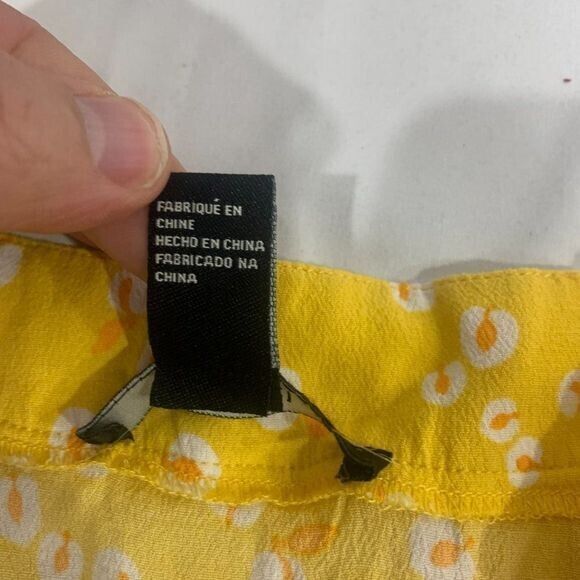 FABRIQUÉ EN
CHINE
HECHO EN CHINA
FABRICADO NA
CHINA